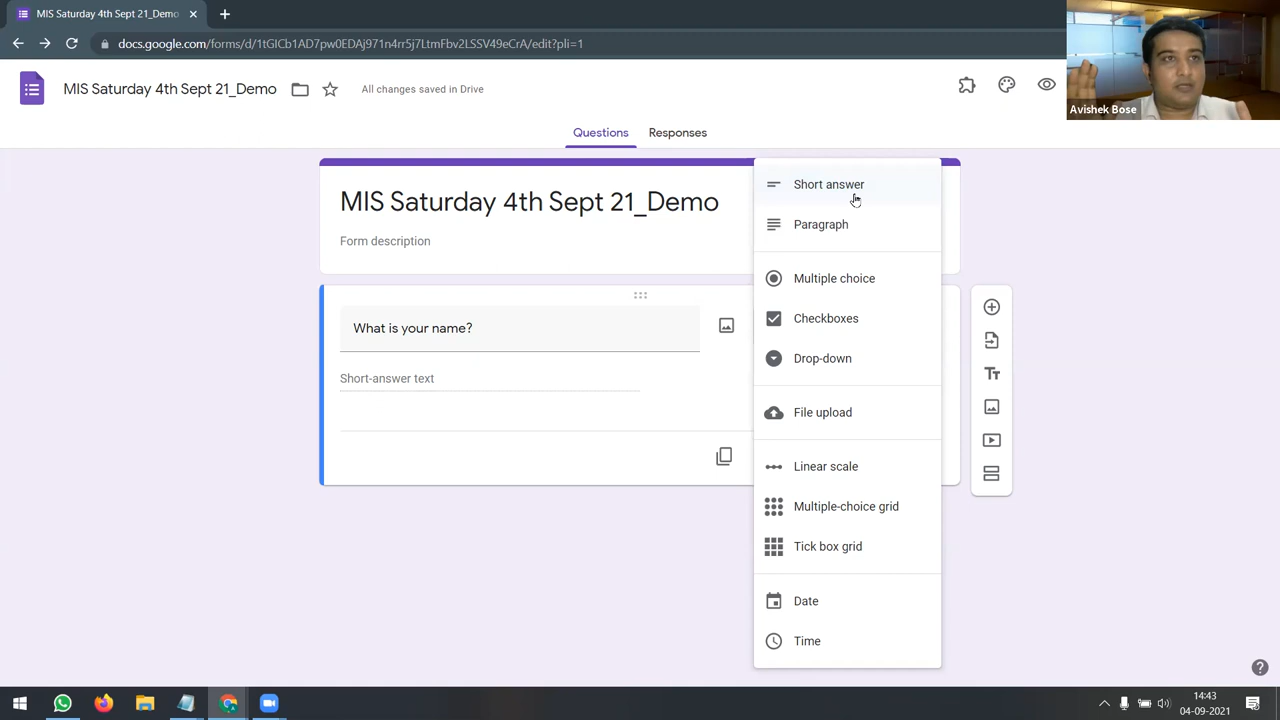 MIS Saturday 4th Sept 21_Demo
docs.google.com/forms/d/1tGICb1AD7pw0EDAj971n4rr5j7LtmFbv2LSSV49eCrA/edit?pli=1
Avishek Bose
MIS Saturday 4th Sept 21_Demo
All changes saved in Drive
Questions
Responses
MIS Saturday 4th Sept 21_Demo
Form description
What is your name?
Short-answer text
Short answer
Paragraph
Multiple choice
Checkboxes
Drop-down
File upload
Linear scale
Multiple-choice grid
Tick box grid
Date
Time
14:43
04-09-2021